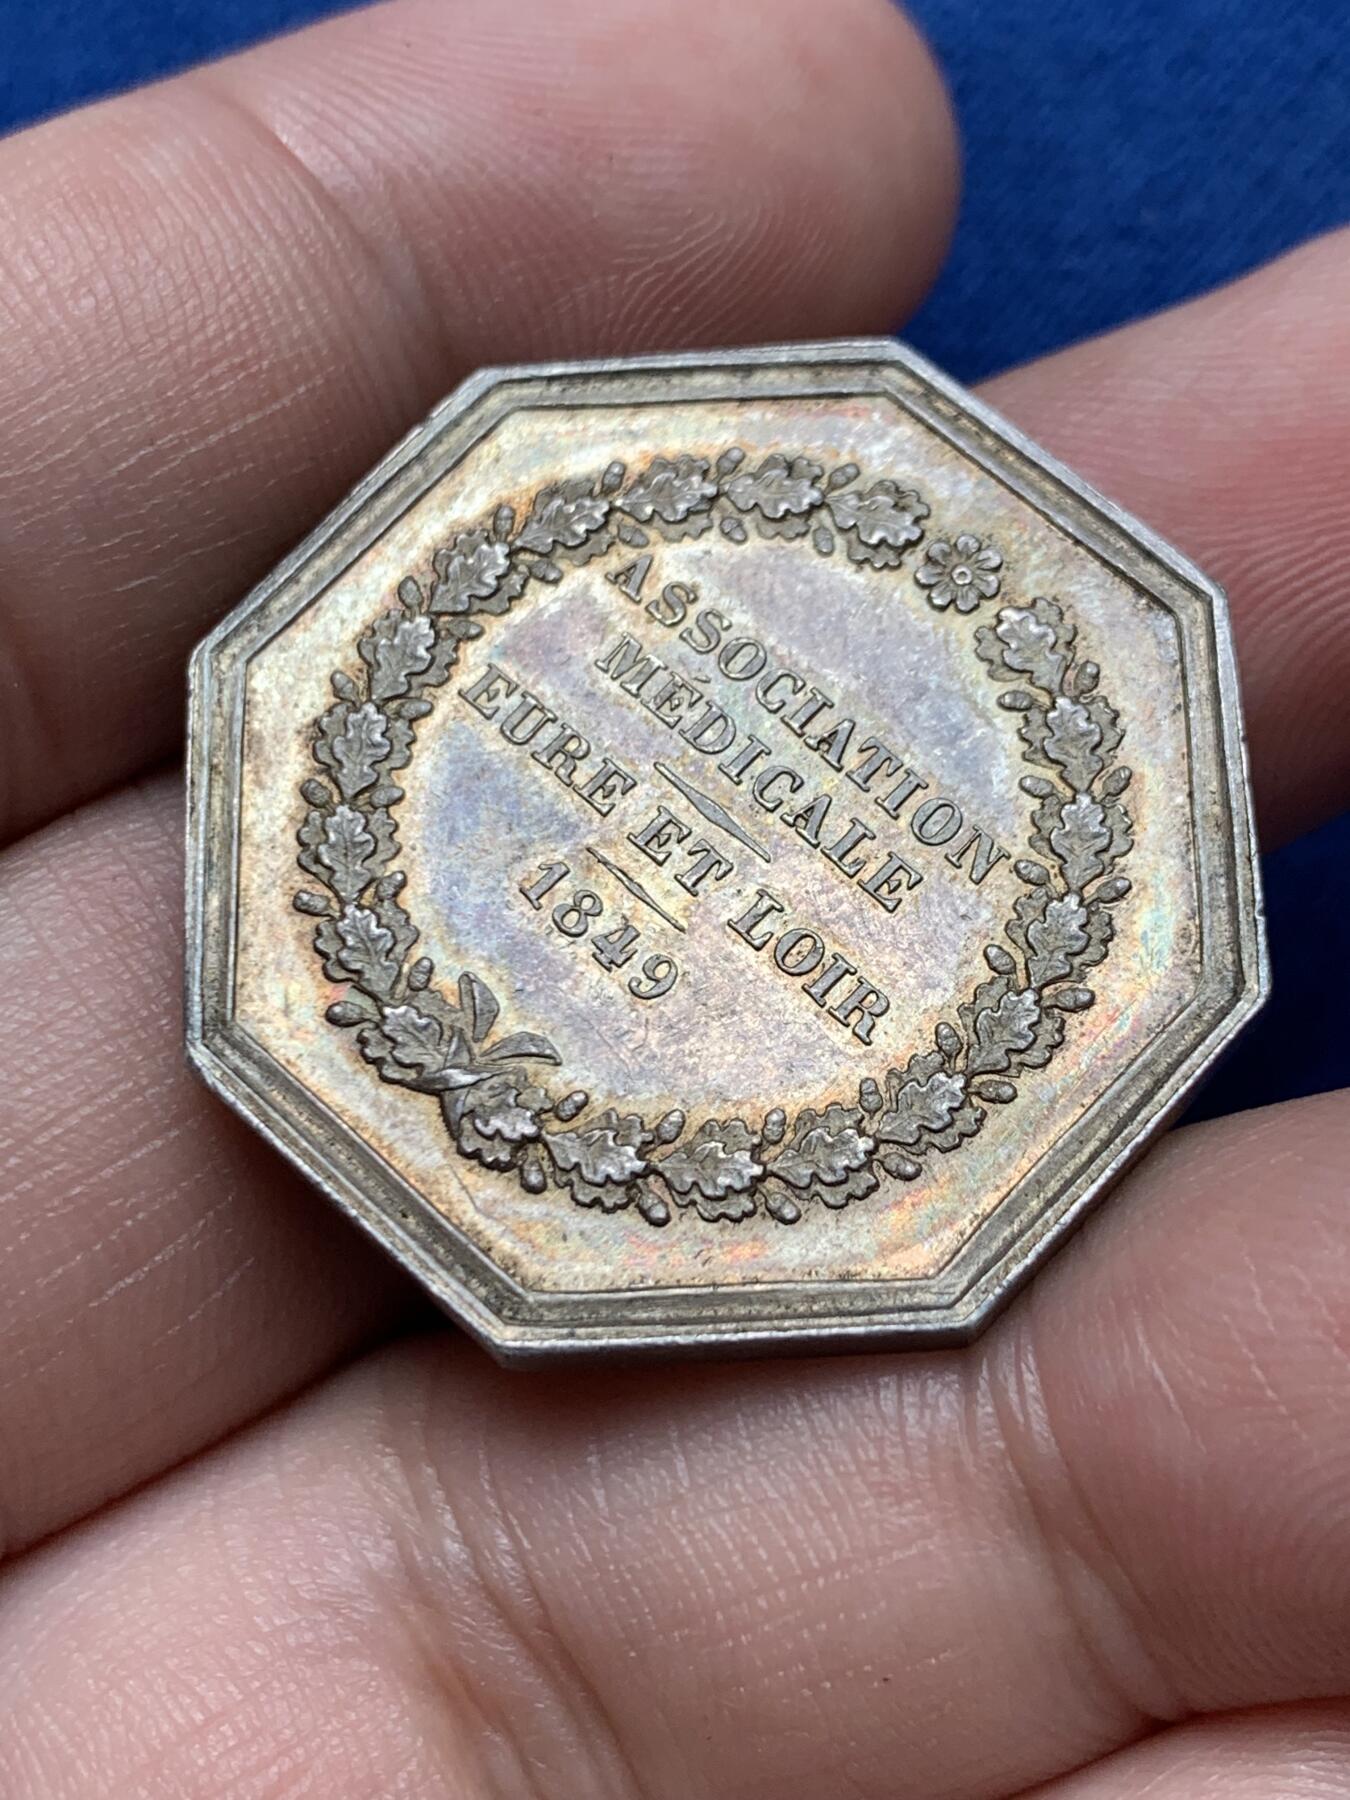 ASSOCIATION
MÉDICALE
EURE ET LOIR
1849